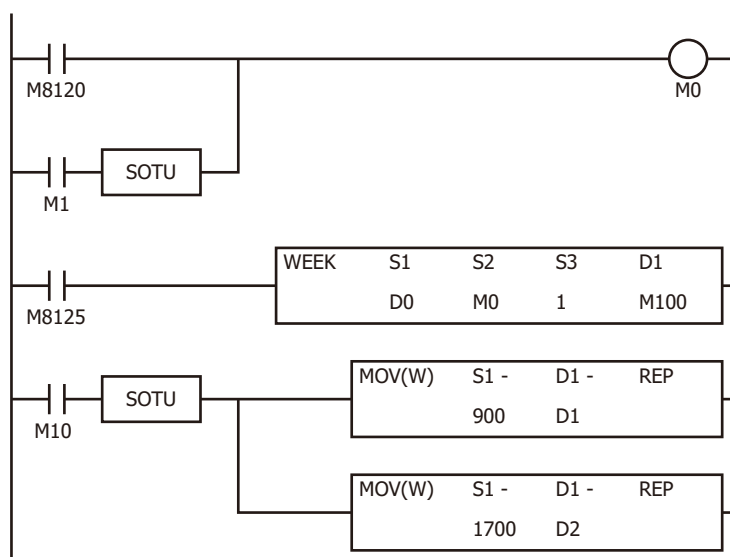 M8120
M0
SOTU
M1
WEEK S1 S2 S3 D1
D0 M0 1 M100
M8125
MOV(W) S1 - D1 - REP
900 D1
SOTU
M10
MOV(W) S1 - D1 - REP
1700 D2